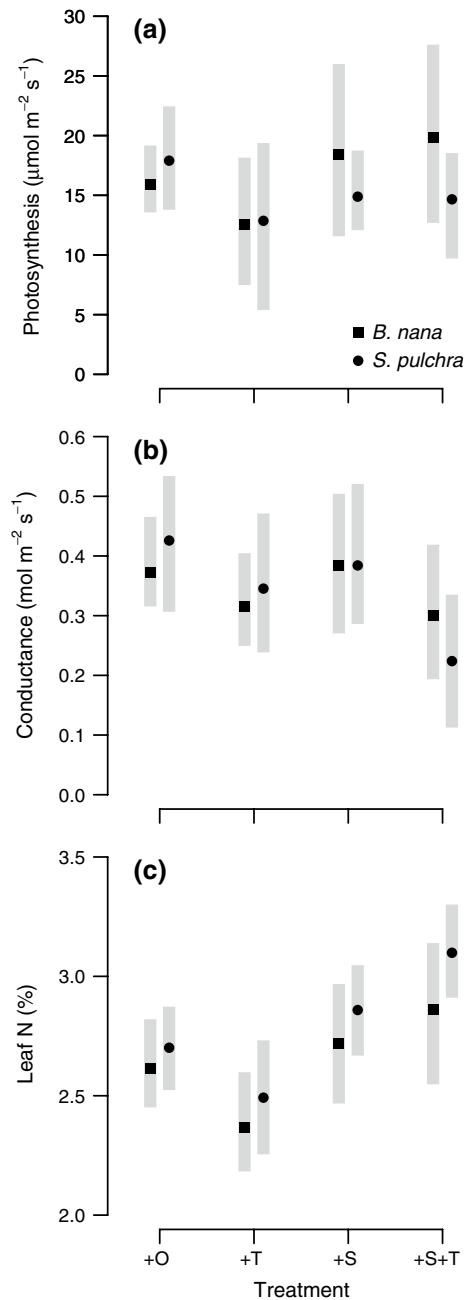 (a)
Photosynthesis (μmol m⁻² s⁻¹)
30
25
20
15
10
5
0
B. nana
S. pulchra
(b)
Conductance (mol m⁻² s⁻¹)
0.6
0.5
0.4
0.3
0.2
0.1
0.0
(c)
Leaf N (%)
3.5
3.0
2.5
2.0
+O +T +S +S+T
Treatment